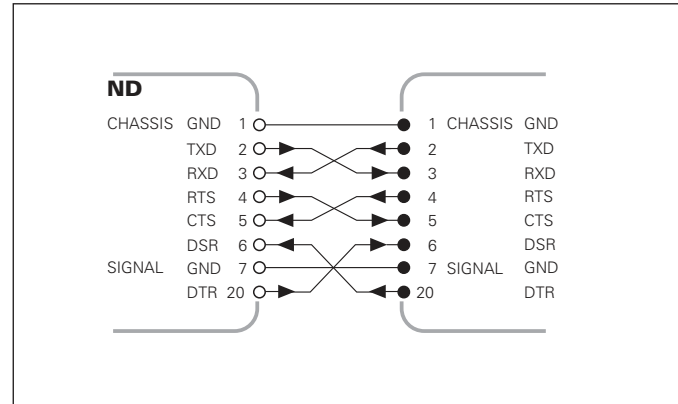 ND
CHASSIS GND 1 1 CHASSIS GND
TXD 2 2 TXD
RXD 3 3 RXD
RTS 4 4 RTS
CTS 5 5 CTS
DSR 6 6 DSR
SIGNAL GND 7 7 SIGNAL GND
DTR 20 20 DTR